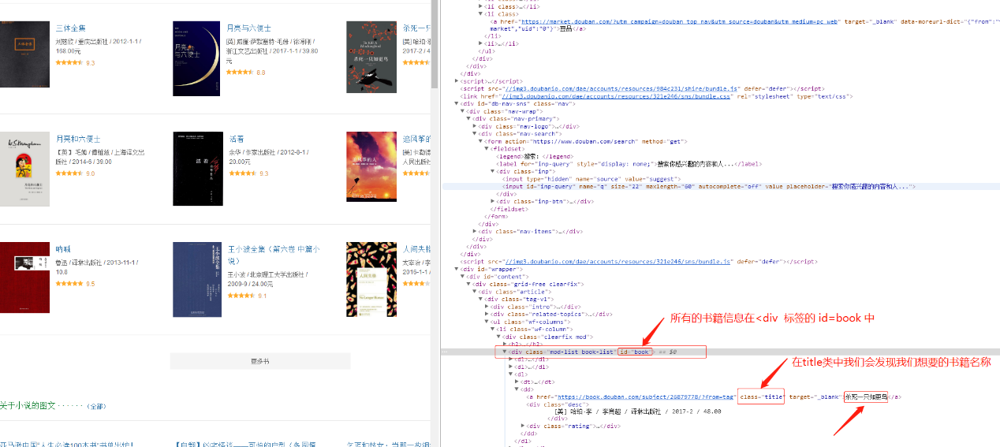 三体全集
刘慈欣 / 重庆出版社 / 2012-1-1 /
168.00元
9.3
月亮与六便士
[英] 威廉·萨默塞特·毛姆 / 徐淳刚 /
浙江文艺出版社 / 2017-1-1 / 39.80
元
8.8
杀死一只
[美] 哈珀·李
2017-2 / 4
月亮和六便士
【英】毛姆 / 傅惟慈 / 上海译文出
版社 / 2014-6 / 39.00
9.0
活着
余华 / 作家出版社 / 2012-8-1 /
20.00元
9.3
追风筝的
[美] 卡勒德
人民出版社
呐喊
鲁迅 / 译林出版社 / 2013-11-1 /
10.8
9.5
王小波全集（第六卷 中篇小
说）
王小波 / 北京理工大学出版社 /
2009-9 / 24.00元
9.1
人间失格
太宰治 / 李
2015-1-1 /
更多书
关于小说的图文 · · · · · · （全部）
<li class>…</li>
<li class>…</li>
<li class>
<a href="https://market.douban.com/?utm_campaign=douban_top_nav&utm_source=douban&utm_medium=pc_web" target="_blank" data-moreurl-dict="{"from":"
market","uid":"0"}">豆品</a>
</li>
<li>…</li>
</ul>
</div>
</div>
</div>
<script>…</script>
<script src="//img3.doubanio.com/dae/accounts/resources/984c231/shire/bundle.js" defer="defer"></script>
<link href="//img3.doubanio.com/dae/accounts/resources/321e246/sns/bundle.css" rel="stylesheet" type="text/css">
<div id="db-nav-sns" class="nav">
<div class="nav-wrap">
<div class="nav-primary">
<div class="nav-logo">…</div>
<div class="nav-search">
<form action="https://www.douban.com/search" method="get">
<fieldset>
<legend>搜索：</legend>
<label for="inp-query" style="display: none;">搜索你感兴趣的内容和人...</label>
<div class="inp">
<input type="hidden" name="source" value="suggest">
<input id="inp-query" name="q" size="22" maxlength="60" autocomplete="off" value placeholder="搜索你感兴趣的内容和人...">
</div>
<div class="inp-btn">…</div>
</fieldset>
</form>
</div>
<div class="nav-items">…</div>
</div>
</div>
</div>
<script src="//img3.doubanio.com/dae/accounts/resources/321e246/sns/bundle.js" defer="defer"></script>
<div id="wrapper">
<div id="content">
<div class="grid-free clearfix">
<div class="article">
<div class="tag-v1">
<div class="intro">…</div>
<div class="related-topics">…</div>
<ul class="wf-columns">
<li class="wf-column">
<div class="clearfix mod">
<h2>…</h2>
<div class="mod-list book-list" id="book"> == $0
<dl>…</dl>
<dl>…</dl>
<dl>
<dt>…</dt>
<dd>
<a href="https://book.douban.com/subject/26879778/?from=tag" class="title" target="_blank">杀死一只知更鸟</a>
<div class="desc">
[美] 哈珀·李 / 李育超 / 译林出版社 / 2017-2 / 48.00
</div>
<div class="rating">…</div>
</dd>
</dl>
所有的书籍信息在<div 标签的 id=book 中
在title类中我们会发现我们想要的书籍名称